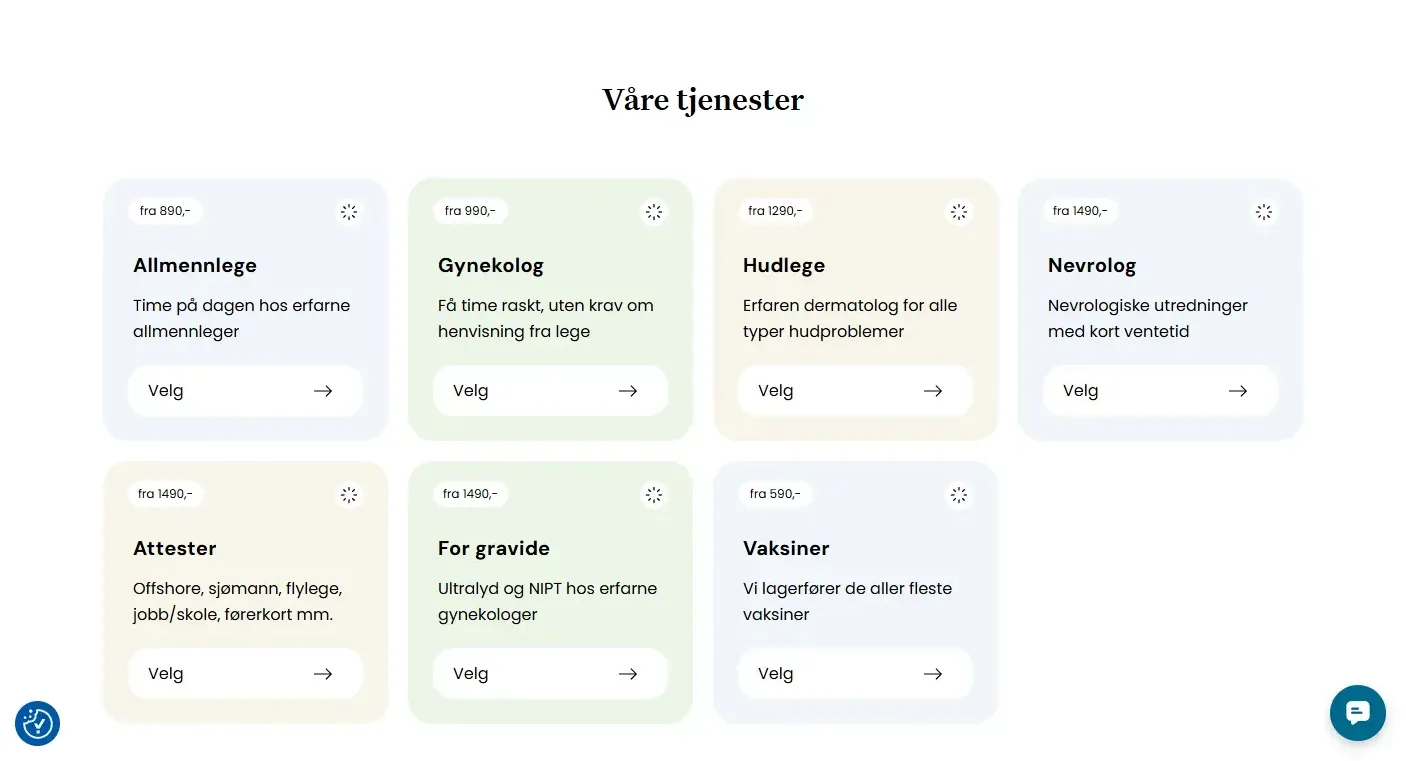 Våre tjenester
fra 890,-
Allmennlege
Time på dagen hos erfarne
allmennleger
Velg
fra 990,-
Gynekolog
Få time raskt, uten krav om
henvisning fra lege
Velg
fra 1290,-
Hudlege
Erfaren dermatolog for alle
typer hudproblemer
Velg
fra 1490,-
Nevrolog
Nevrologiske utredninger
med kort ventetid
Velg
fra 1490,-
Attester
Offshore, sjømann, flylege,
jobb/skole, førerkort mm.
Velg
fra 1490,-
For gravide
Ultralyd og NIPT hos erfarne
gynekologer
Velg
fra 590,-
Vaksiner
Vi lagerfører de aller fleste
vaksiner
Velg